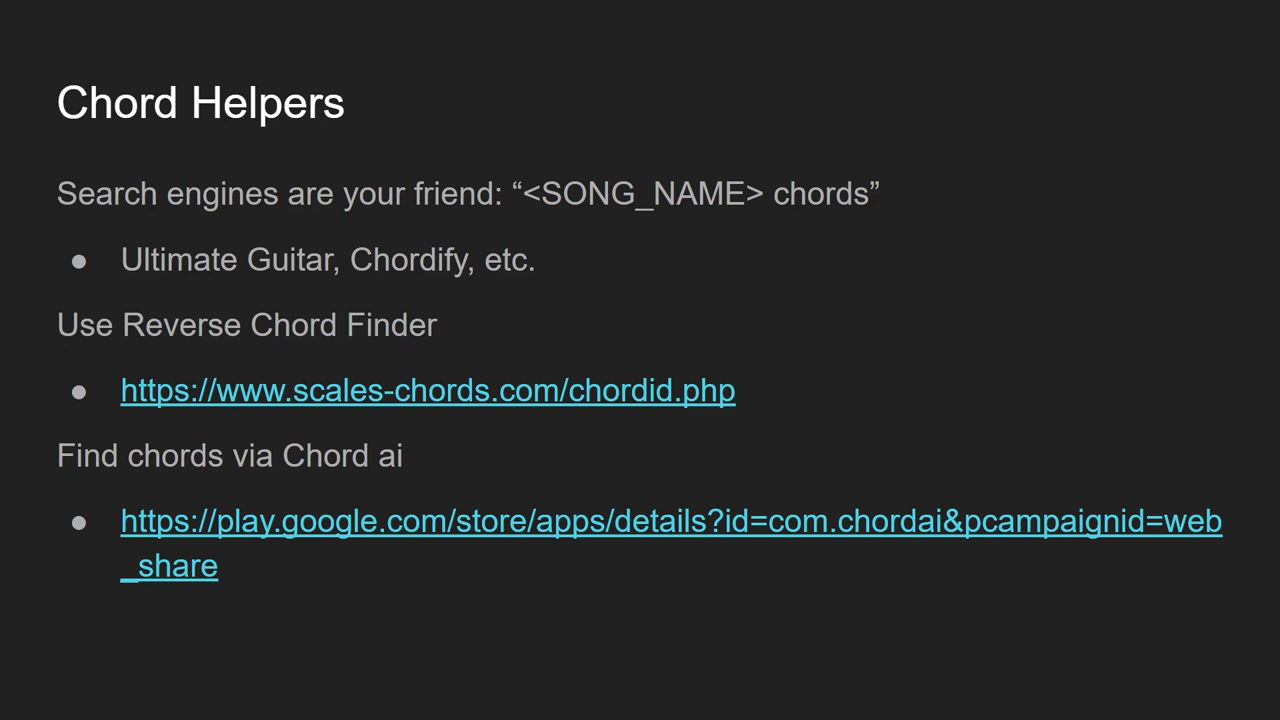 Chord Helpers
Search engines are your friend: “<SONG_NAME> chords”
● Ultimate Guitar, Chordify, etc.
Use Reverse Chord Finder
● https://www.scales-chords.com/chordid.php
Find chords via Chord ai
● https://play.google.com/store/apps/details?id=com.chordai&pcampaignid=web
_share